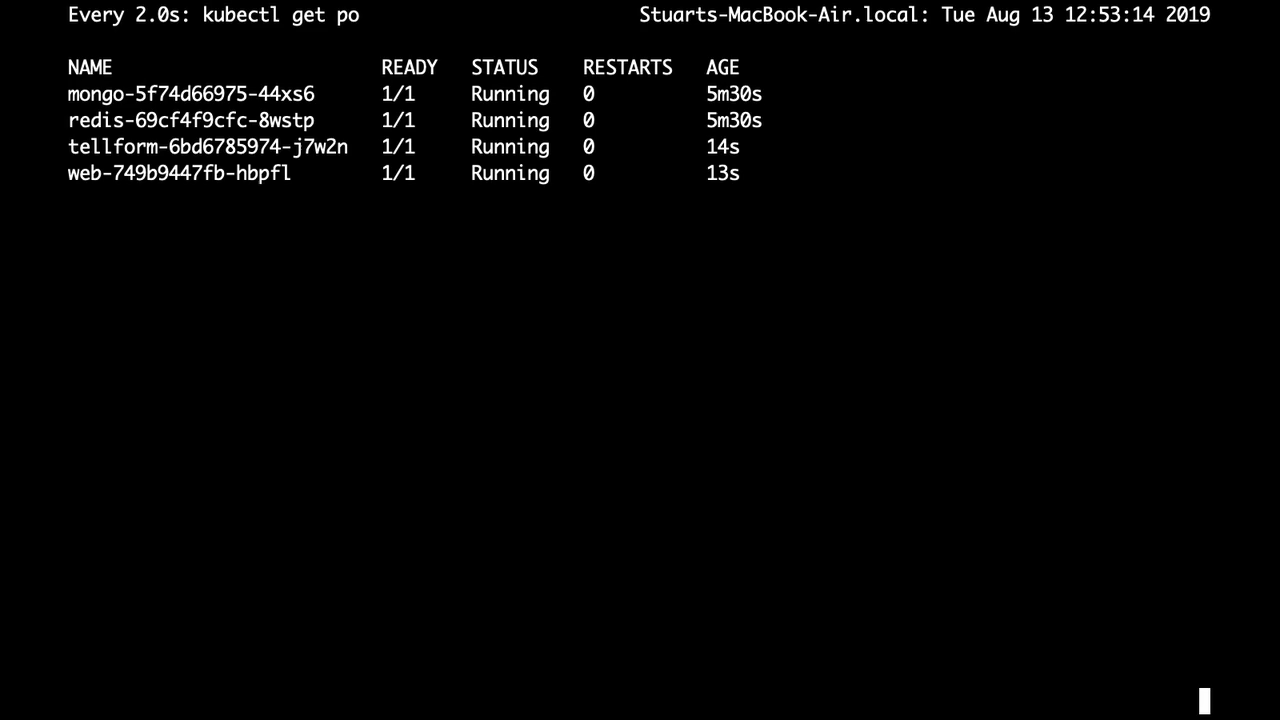 Every 2.0s: kubectl get po Stuarts-MacBook-Air.local: Tue Aug 13 12:53:14 2019
NAME READY STATUS RESTARTS AGE
mongo-5f74d66975-44xs6 1/1 Running 0 5m30s
redis-69cf4f9cfc-8wstp 1/1 Running 0 5m30s
tellform-6bd6785974-j7w2n 1/1 Running 0 14s
web-749b9447fb-hbpfl 1/1 Running 0 13s